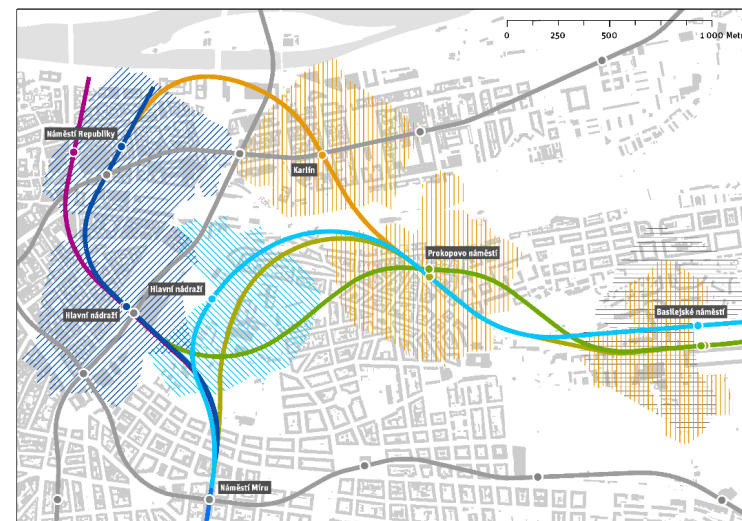 0 250 500 1 000 Metr
Náměstí Republiky
Karlín
Prokopovo náměstí
Hlavní nádraží
Hlavní nádraží
Basilejské náměstí
Náměstí Míru